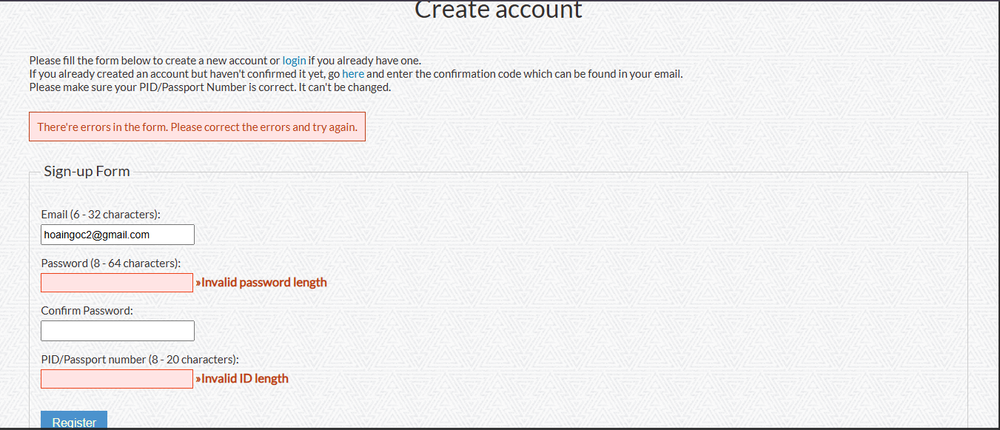 Create account
Please fill the form below to create a new account or login if you already have one.
If you already created an account but haven't confirmed it yet, go here and enter the confirmation code which can be found in your email.
Please make sure your PID/Passport Number is correct. It can't be changed.
There're errors in the form. Please correct the errors and try again.
Sign-up Form
Email (6 - 32 characters):
hoaingoc2@gmail.com
Password (8 - 64 characters):
»Invalid password length
Confirm Password:
PID/Passport number (8 - 20 characters):
»Invalid ID length
Register